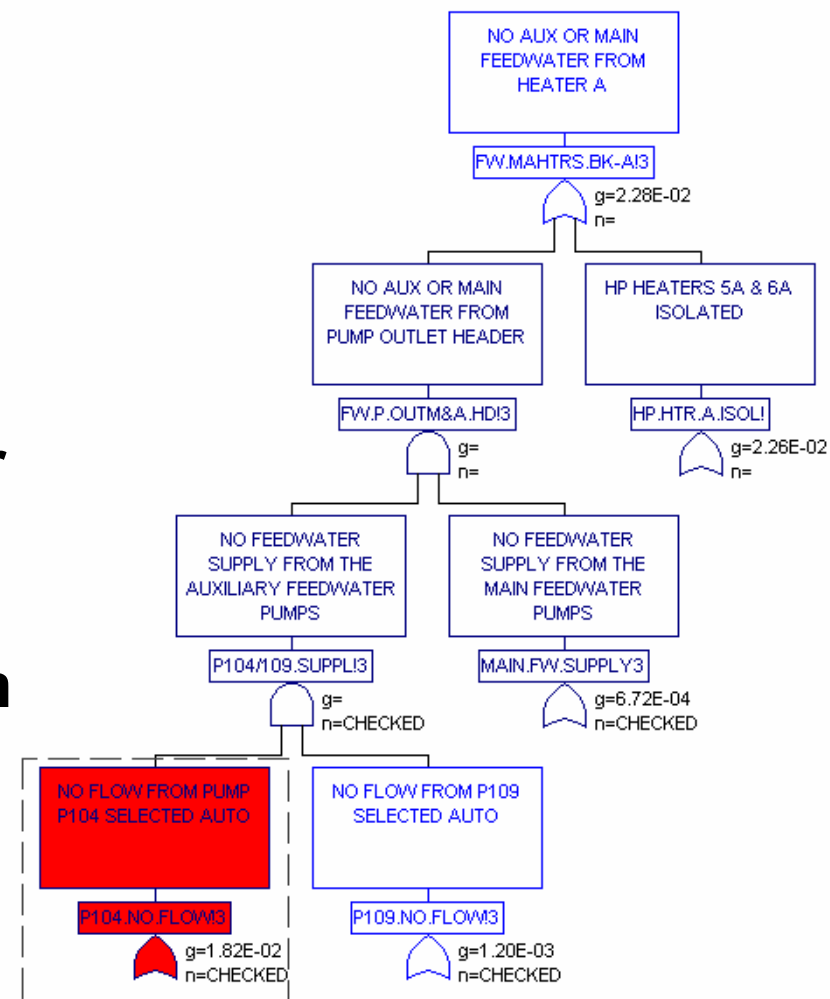 NO AUX OR MAIN
FEEDWATER FROM
HEATER A
FW.MAHTRS.BK-A!3
g=2.28E-02
n=
NO AUX OR MAIN
FEEDWATER FROM
PUMP OUTLET HEADER
FW.P.OUTM&A.HD!3
g=
n=
HP HEATERS 5A & 6A
ISOLATED
HP.HTR.A.ISOL!
g=2.26E-02
n=
NO FEEDWATER
SUPPLY FROM THE
AUXILIARY FEEDWATER
PUMPS
P104/109.SUPPL!3
g=
n=CHECKED
NO FEEDWATER
SUPPLY FROM THE
MAIN FEEDWATER
PUMPS
MAIN.FW.SUPPLY3
g=6.72E-04
n=CHECKED
NO FLOW FROM PUMP
P104 SELECTED AUTO
P104.NO.FLOW!3
g=1.82E-02
n=CHECKED
NO FLOW FROM P109
SELECTED AUTO
P109.NO.FLOW!3
g=1.20E-03
n=CHECKED